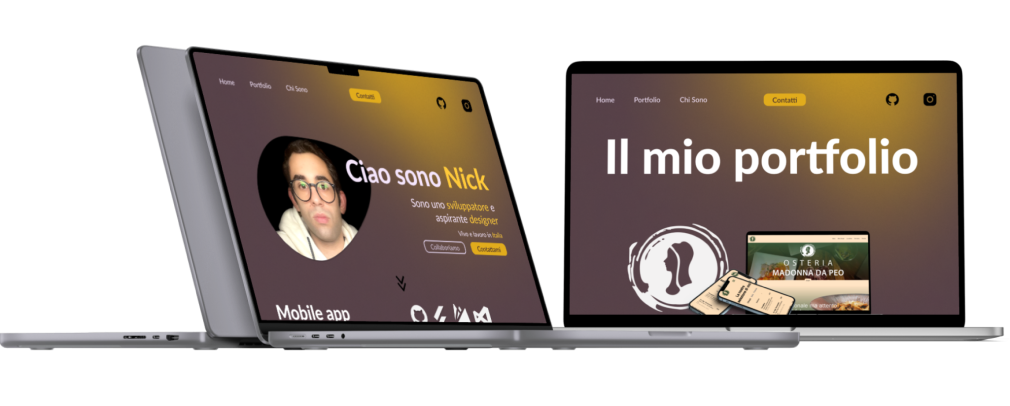 Home
Portfolio
Chi Sono
Contatti
Ciao sono Nick
Sono uno sviluppatore e
aspirante designer
Vivo e lavoro in Italia
Collaboriamo
Contattami
Mobile app
Home
Portfolio
Chi Sono
Contatti
Il mio portfolio
OSTERIA
MADONNA DA PEO